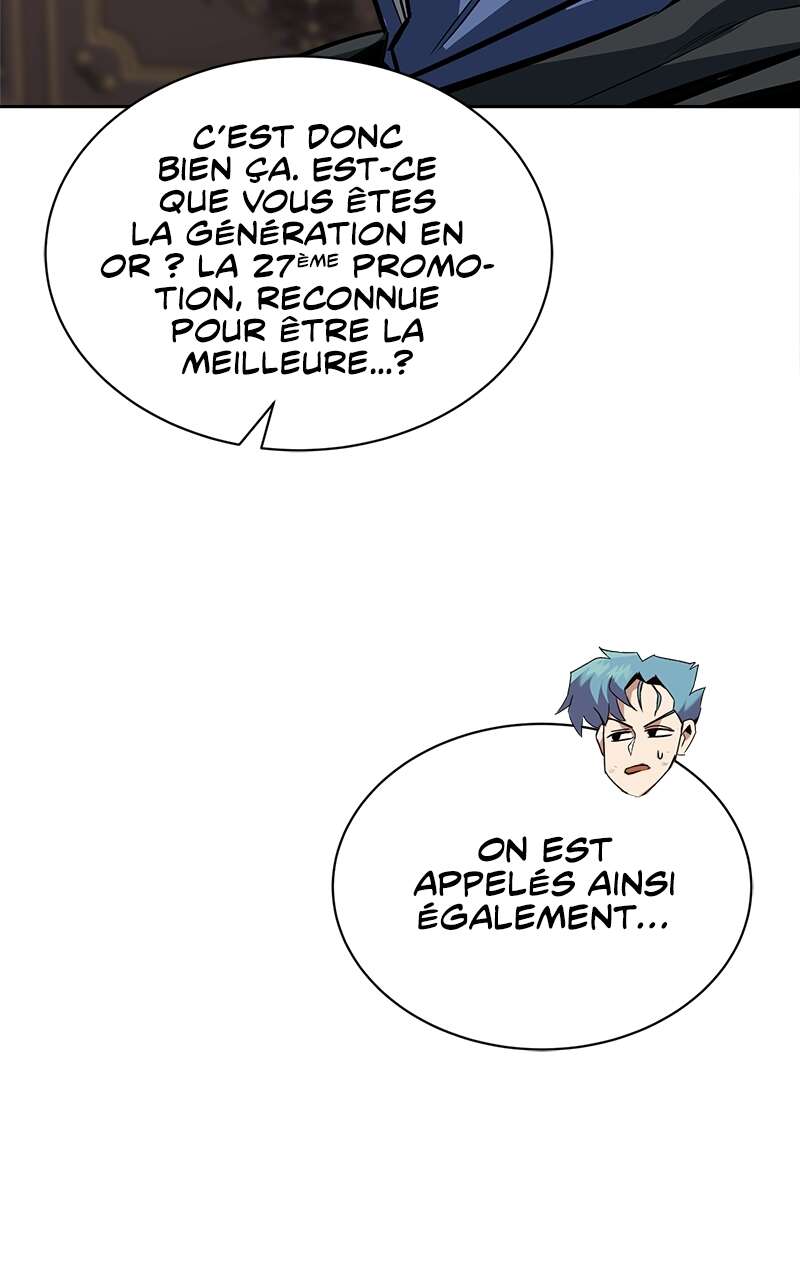 C'EST DONC
BIEN ÇA. EST-CE
QUE VOUS ÊTES
LA GÉNÉRATION EN
OR ? LA 27ÈME PROMO-
TION, RECONNUE
POUR ÊTRE LA
MEILLEURE...?
ON EST
APPELÉS AINSI
ÉGALEMENT...